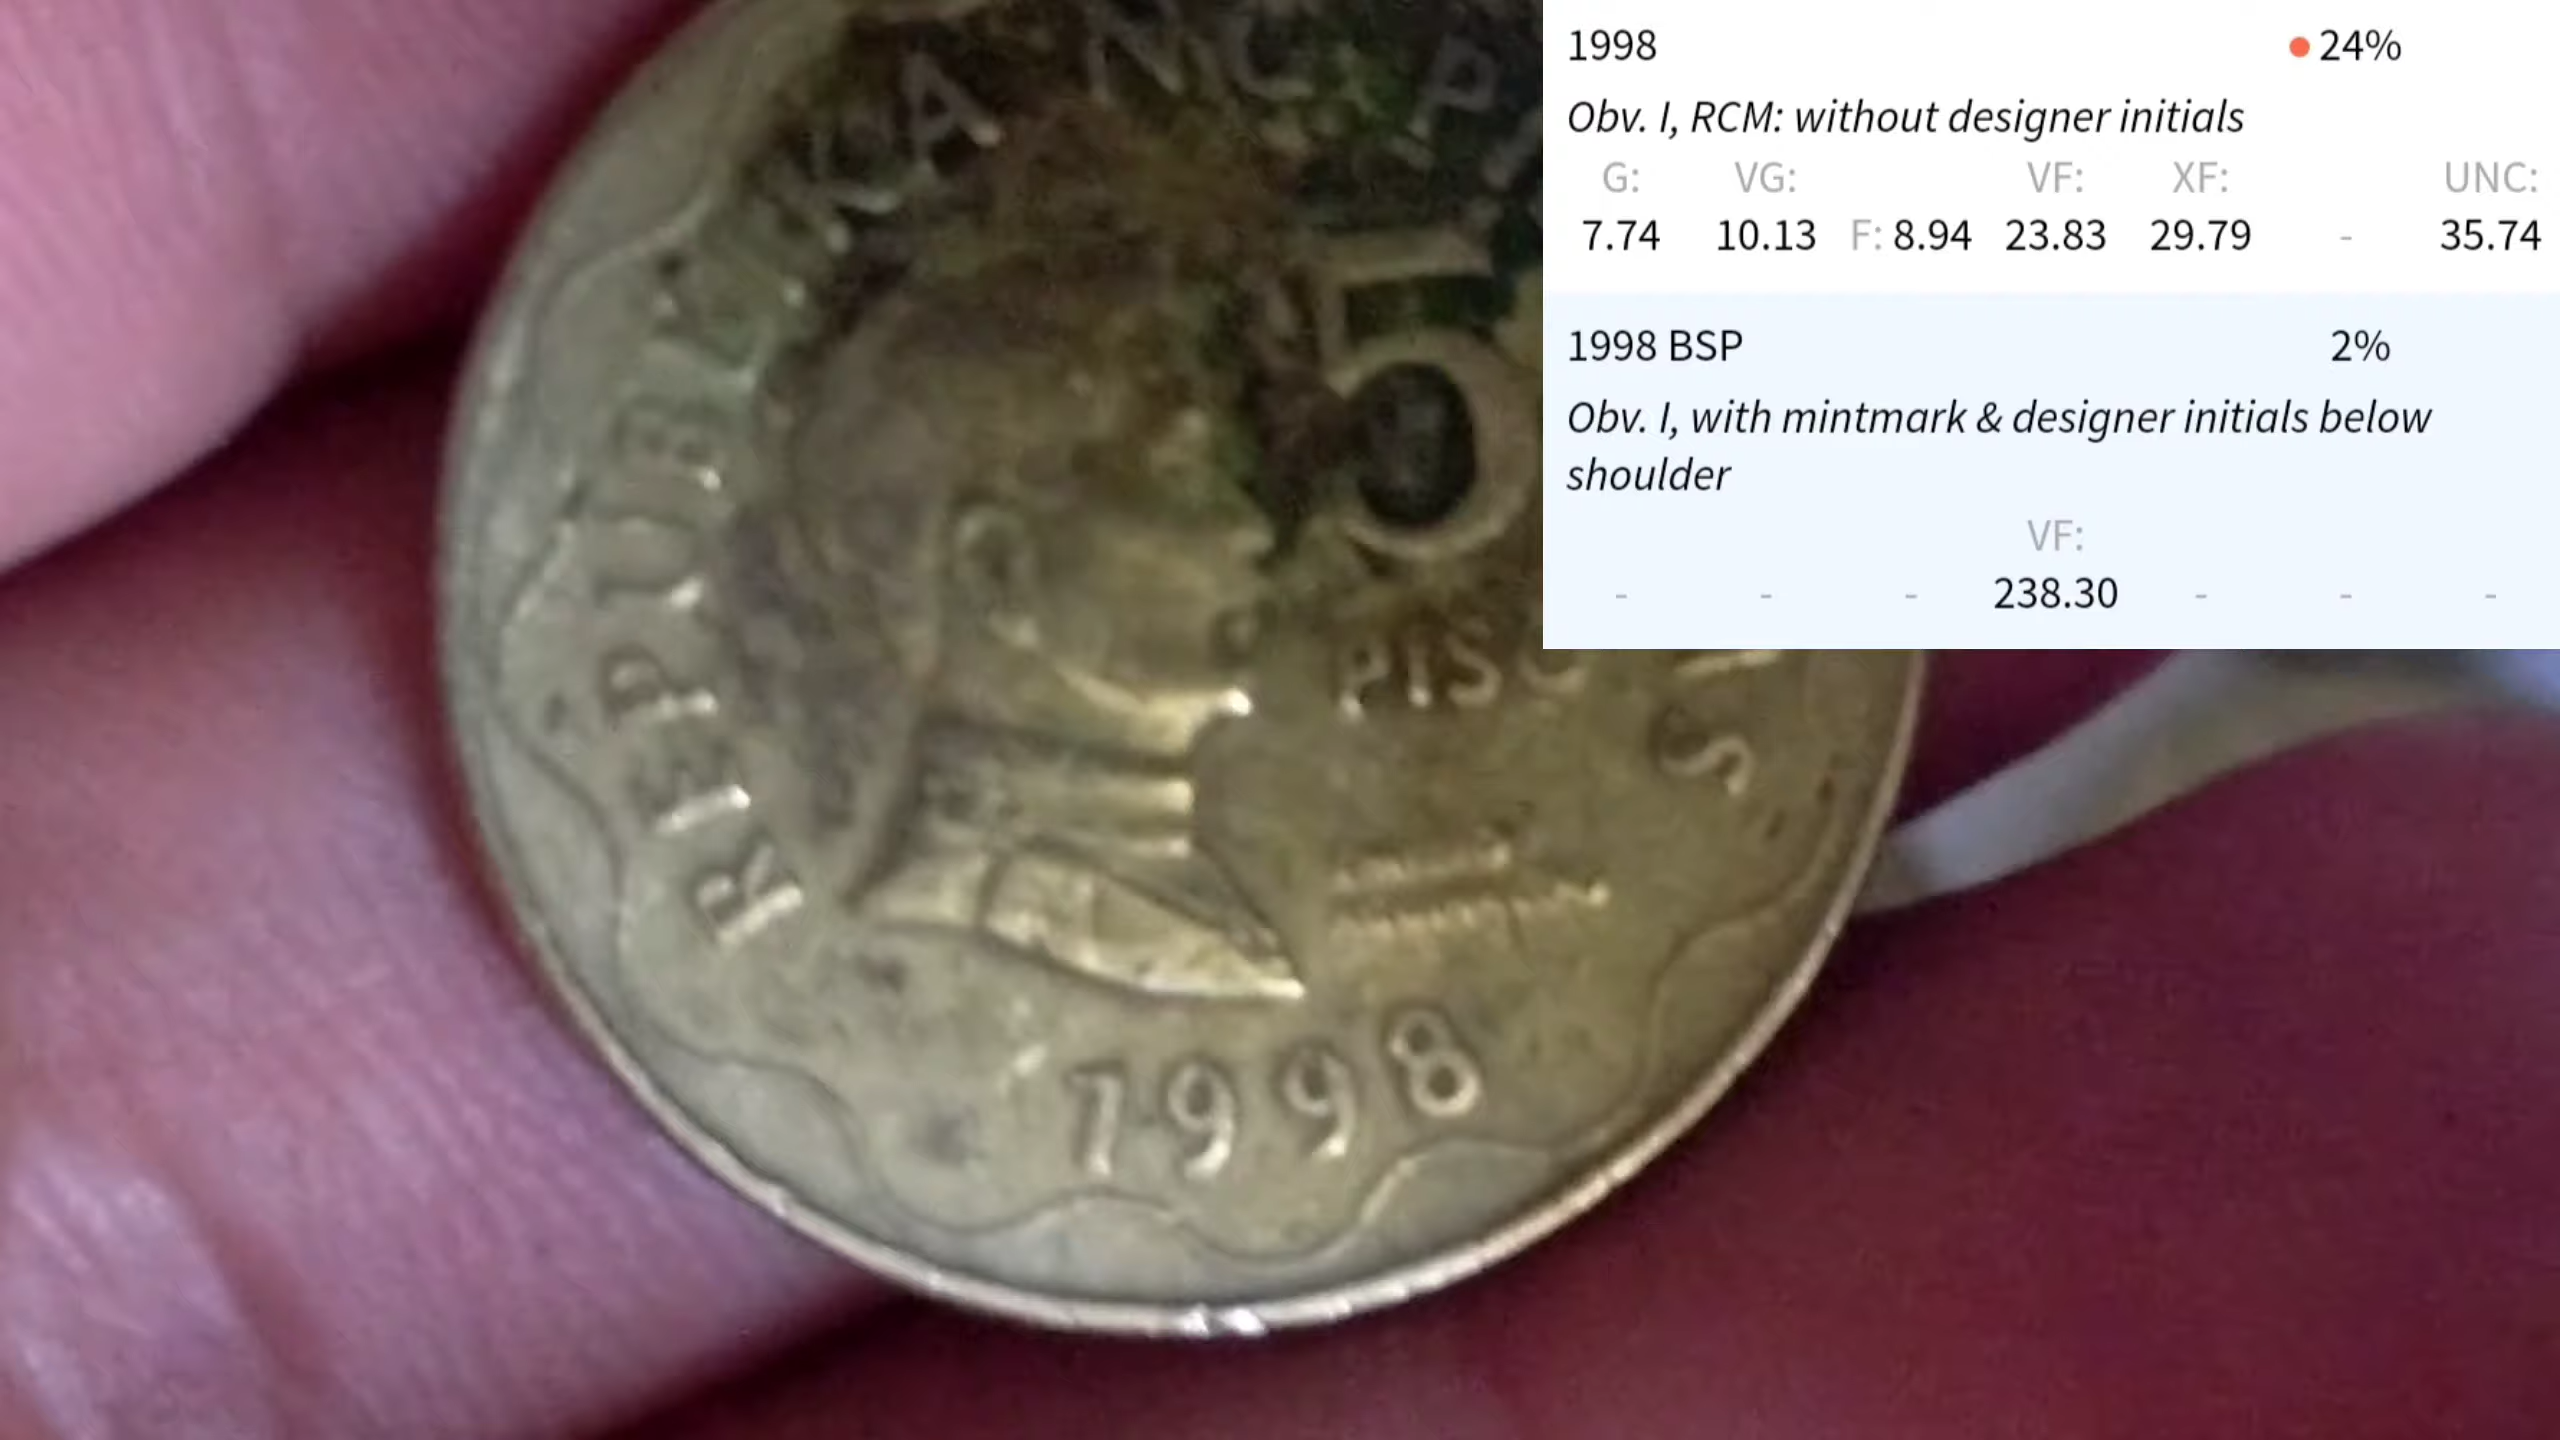 REPUBLIKA NG
5
PISO
1998
1998 24%
Obv. I, RCM: without designer initials
G: VG: VF: XF: UNC:
7.74 10.13 F: 8.94 23.83 29.79 - 35.74
1998 BSP 2%
Obv. I, with mintmark & designer initials below
shoulder
VF:
- - - 238.30 - - -